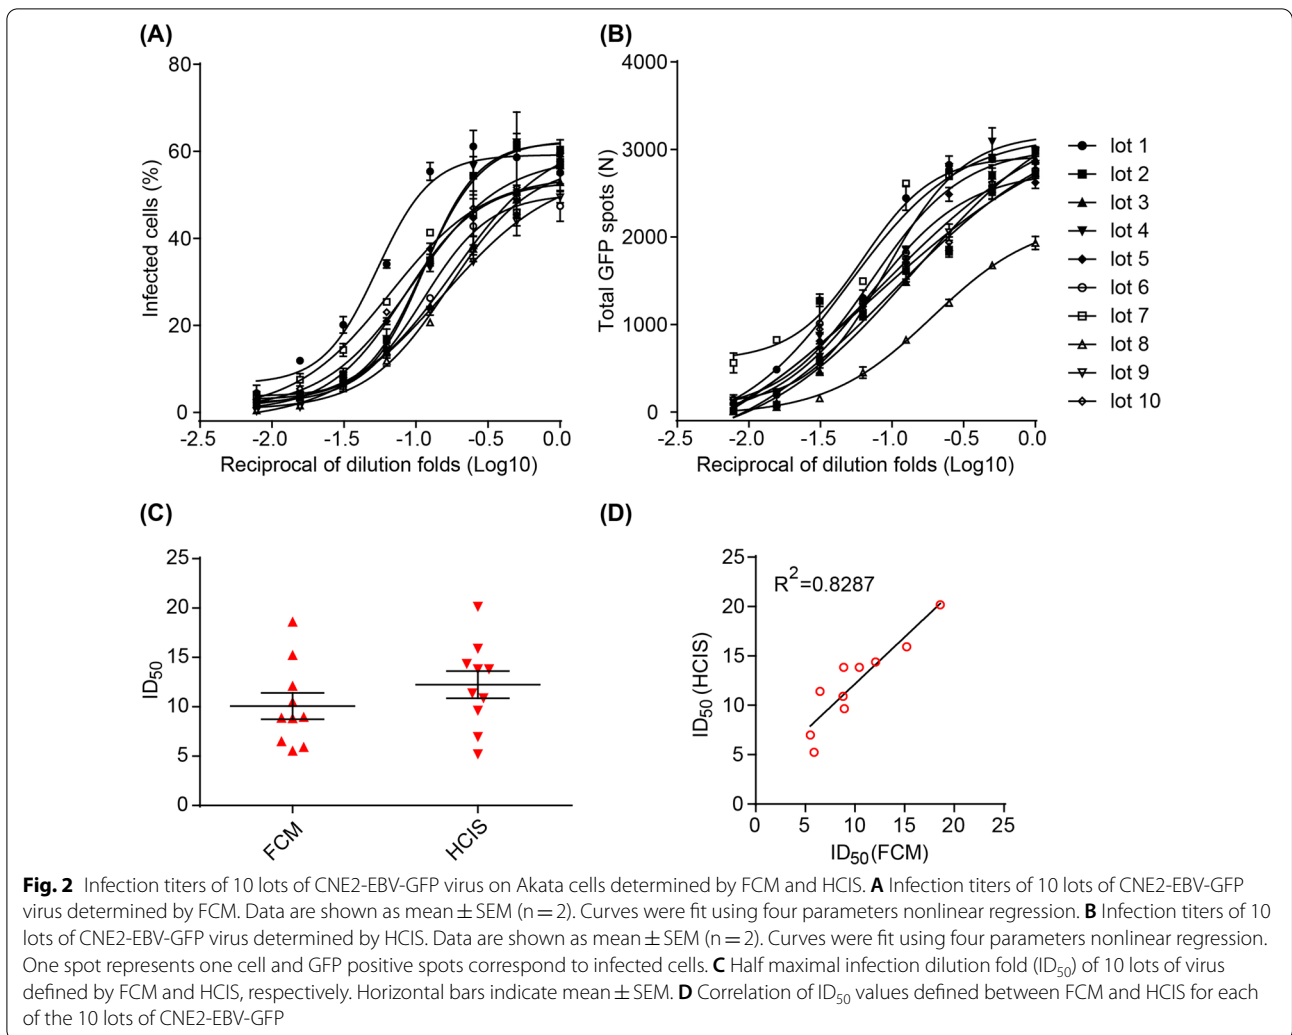 (A)
80
60
40
20
0
Infected cells (%)
-2.5 -2.0 -1.5 -1.0 -0.5 0.0
Reciprocal of dilution folds (Log10)
(B)
4000
3000
2000
1000
0
Total GFP spots (N)
-2.5 -2.0 -1.5 -1.0 -0.5 0.0
Reciprocal of dilution folds (Log10)
lot 1
lot 2
lot 3
lot 4
lot 5
lot 6
lot 7
lot 8
lot 9
lot 10
(C)
25
20
15
10
5
0
ID50
FCM
HCIS
(D)
R2=0.8287
25
20
15
10
5
0
ID50(HCIS)
0 5 10 15 20 25
ID50(FCM)
Fig. 2 Infection titers of 10 lots of CNE2-EBV-GFP virus on Akata cells determined by FCM and HCIS. A Infection titers of 10 lots of CNE2-EBV-GFP
virus determined by FCM. Data are shown as mean ± SEM (n = 2). Curves were fit using four parameters nonlinear regression. B Infection titers of 10
lots of CNE2-EBV-GFP virus determined by HCIS. Data are shown as mean ± SEM (n = 2). Curves were fit using four parameters nonlinear regression.
One spot represents one cell and GFP positive spots correspond to infected cells. C Half maximal infection dilution fold (ID50) of 10 lots of virus
defined by FCM and HCIS, respectively. Horizontal bars indicate mean ± SEM. D Correlation of ID50 values defined between FCM and HCIS for each
of the 10 lots of CNE2-EBV-GFP